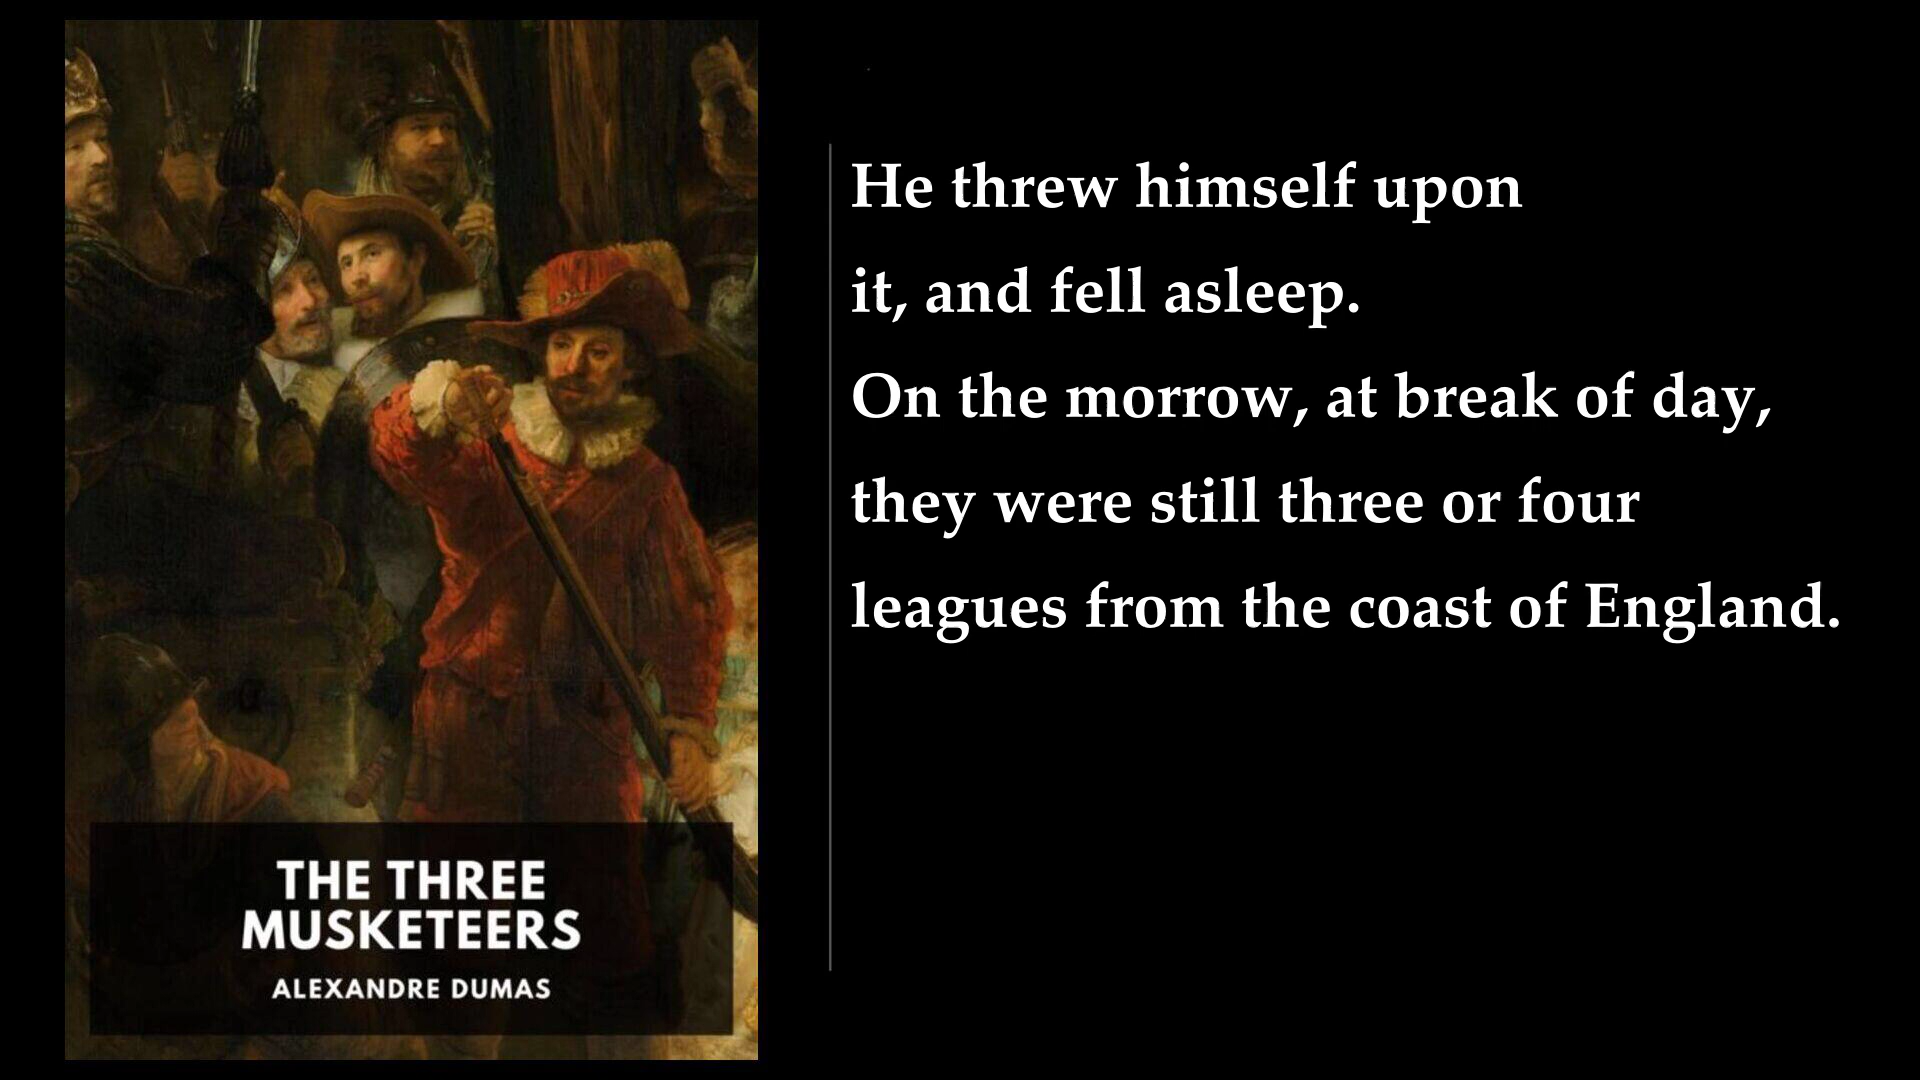 He threw himself upon
it, and fell asleep.
On the morrow, at break of day,
they were still three or four
leagues from the coast of England.
THE THREE
MUSKETEERS
ALEXANDRE DUMAS